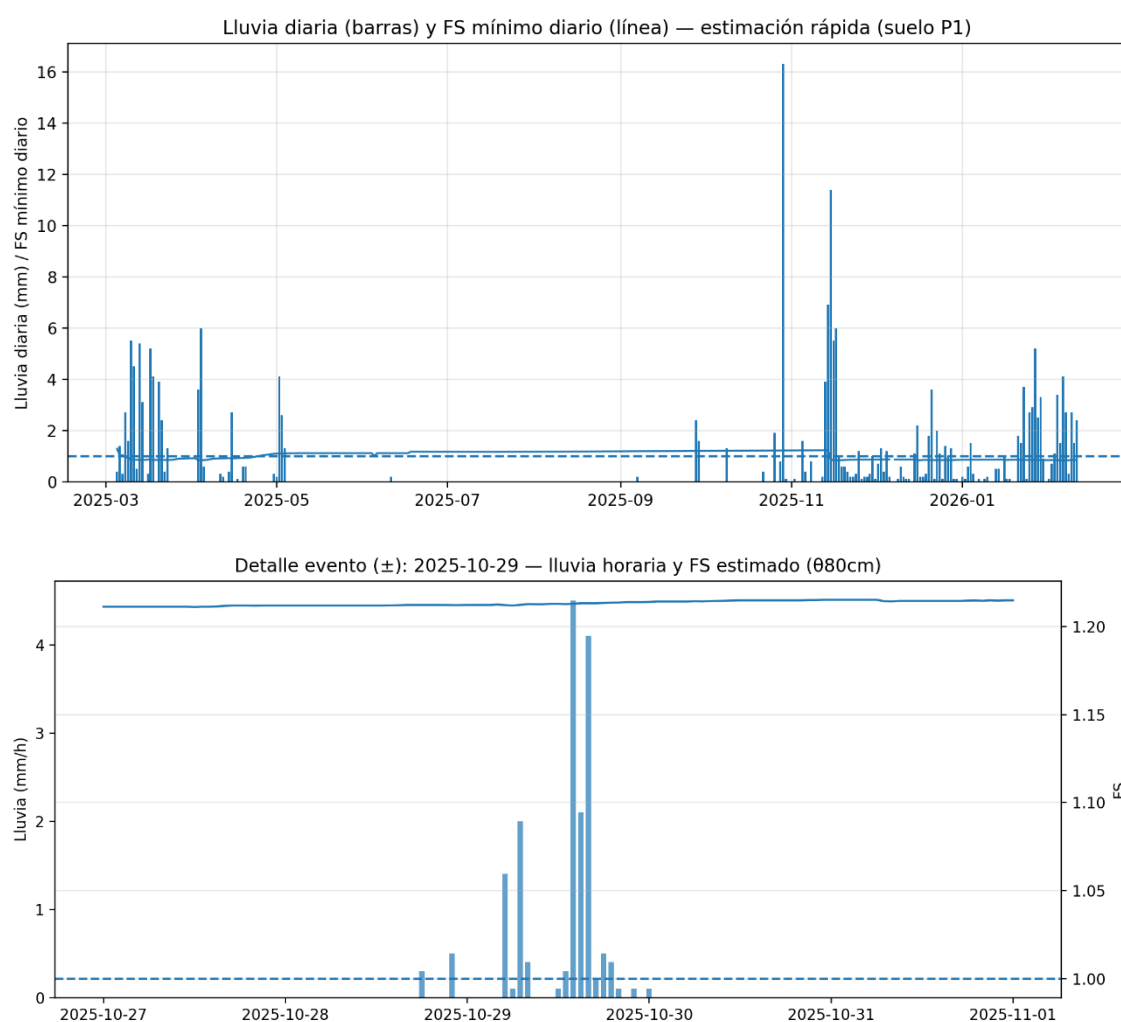 Lluvia diaria (barras) y FS mínimo diario (línea) — estimación rápida (suelo P1)
Lluvia diaria (mm) / FS mínimo diario
16
14
12
10
8
6
4
2
0
2025-03 2025-05 2025-07 2025-09 2025-11 2026-01
Detalle evento (±): 2025-10-29 — lluvia horaria y FS estimado (θ80cm)
Lluvia (mm/h)
4
3
2
1
0
1.20
1.15
1.10
1.05
1.00
FS
2025-10-27 2025-10-28 2025-10-29 2025-10-30 2025-10-31 2025-11-01